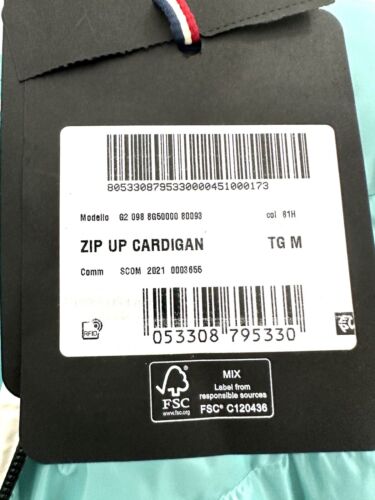 8053308795330000451000173
Modello G2 098 8G50000 80093 col 81H
ZIP UP CARDIGAN TG M
Comm SCOM 2021 0003656
RFID
053308 795330
FSC
www.fsc.org
MIX
Label from
responsible sources
FSC® C120436